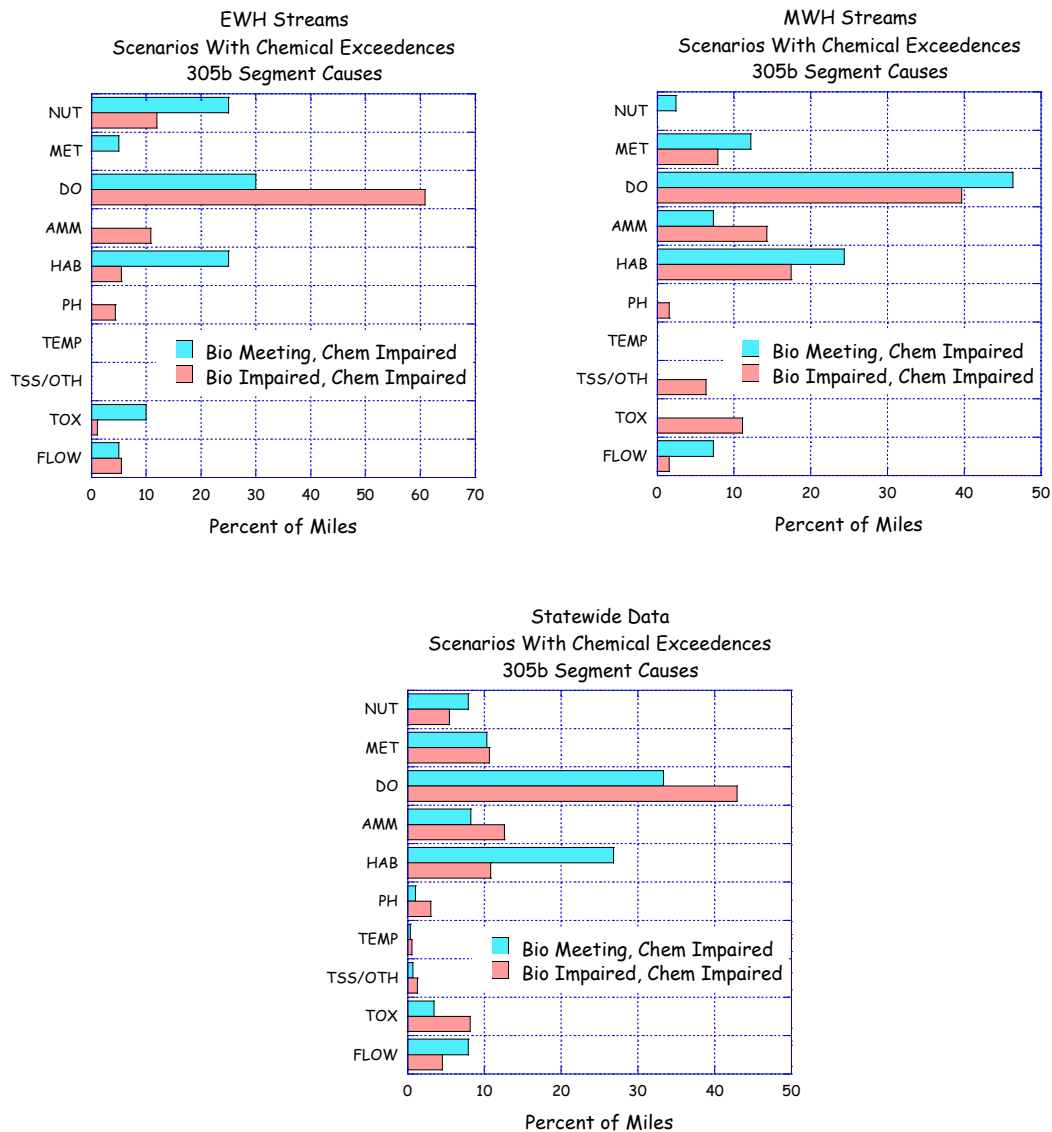 EWH Streams
Scenarios With Chemical Exceedences
305b Segment Causes
NUT
MET
DO
AMM
HAB
PH
TEMP
TSS/OTH
TOX
FLOW
Bio Meeting, Chem Impaired
Bio Impaired, Chem Impaired
0 10 20 30 40 50 60 70
Percent of Miles
MWH Streams
Scenarios With Chemical Exceedences
305b Segment Causes
NUT
MET
DO
AMM
HAB
PH
TEMP
TSS/OTH
TOX
FLOW
Bio Meeting, Chem Impaired
Bio Impaired, Chem Impaired
0 10 20 30 40 50
Percent of Miles
Statewide Data
Scenarios With Chemical Exceedences
305b Segment Causes
NUT
MET
DO
AMM
HAB
PH
TEMP
TSS/OTH
TOX
FLOW
Bio Meeting, Chem Impaired
Bio Impaired, Chem Impaired
0 10 20 30 40 50
Percent of Miles